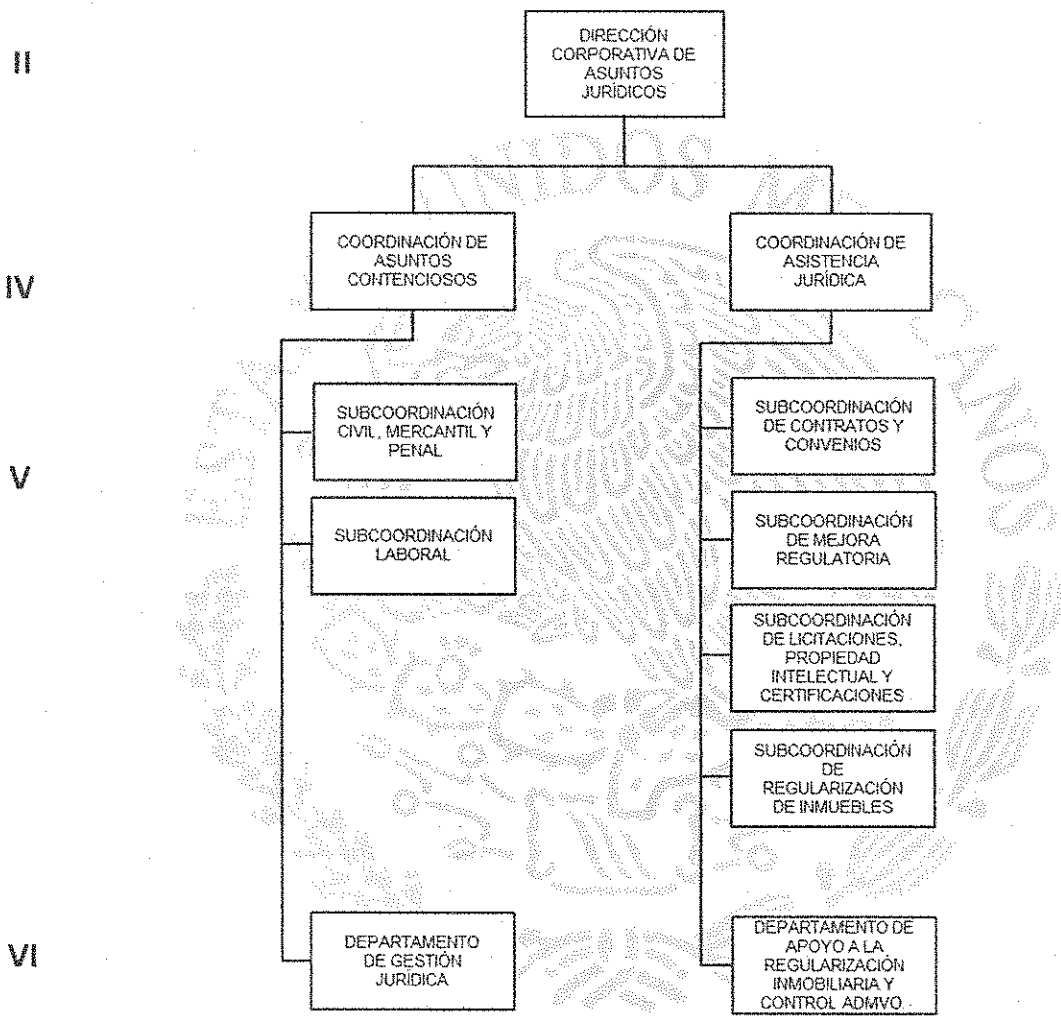 II
DIRECCIÓN
CORPORATIVA DE
ASUNTOS
JURÍDICOS
UNIDOS
IV
COORDINACIÓN DE
ASUNTOS
CONTENCIOSOS
COORDINACIÓN DE
ASISTENCIA
JURÍDICA
V
SUBCOORDINACIÓN
CIVIL, MERCANTIL Y
PENAL
SUBCOORDINACIÓN
LABORAL
SUBCOORDINACIÓN
DE CONTRATOS Y
CONVENIOS
SUBCOORDINACIÓN
DE MEJORA
REGULATORIA
SUBCOORDINACIÓN
DE LICITACIONES,
PROPIEDAD
INTELECTUAL Y
CERTIFICACIONES
SUBCOORDINACIÓN
DE
REGULARIZACIÓN
DE INMUEBLES
VI
DEPARTAMENTO
DE GESTIÓN
JURÍDICA
DEPARTAMENTO DE
APOYO A LA
REGULARIZACIÓN
INMOBILIARIA Y
CONTROL ADMVO.